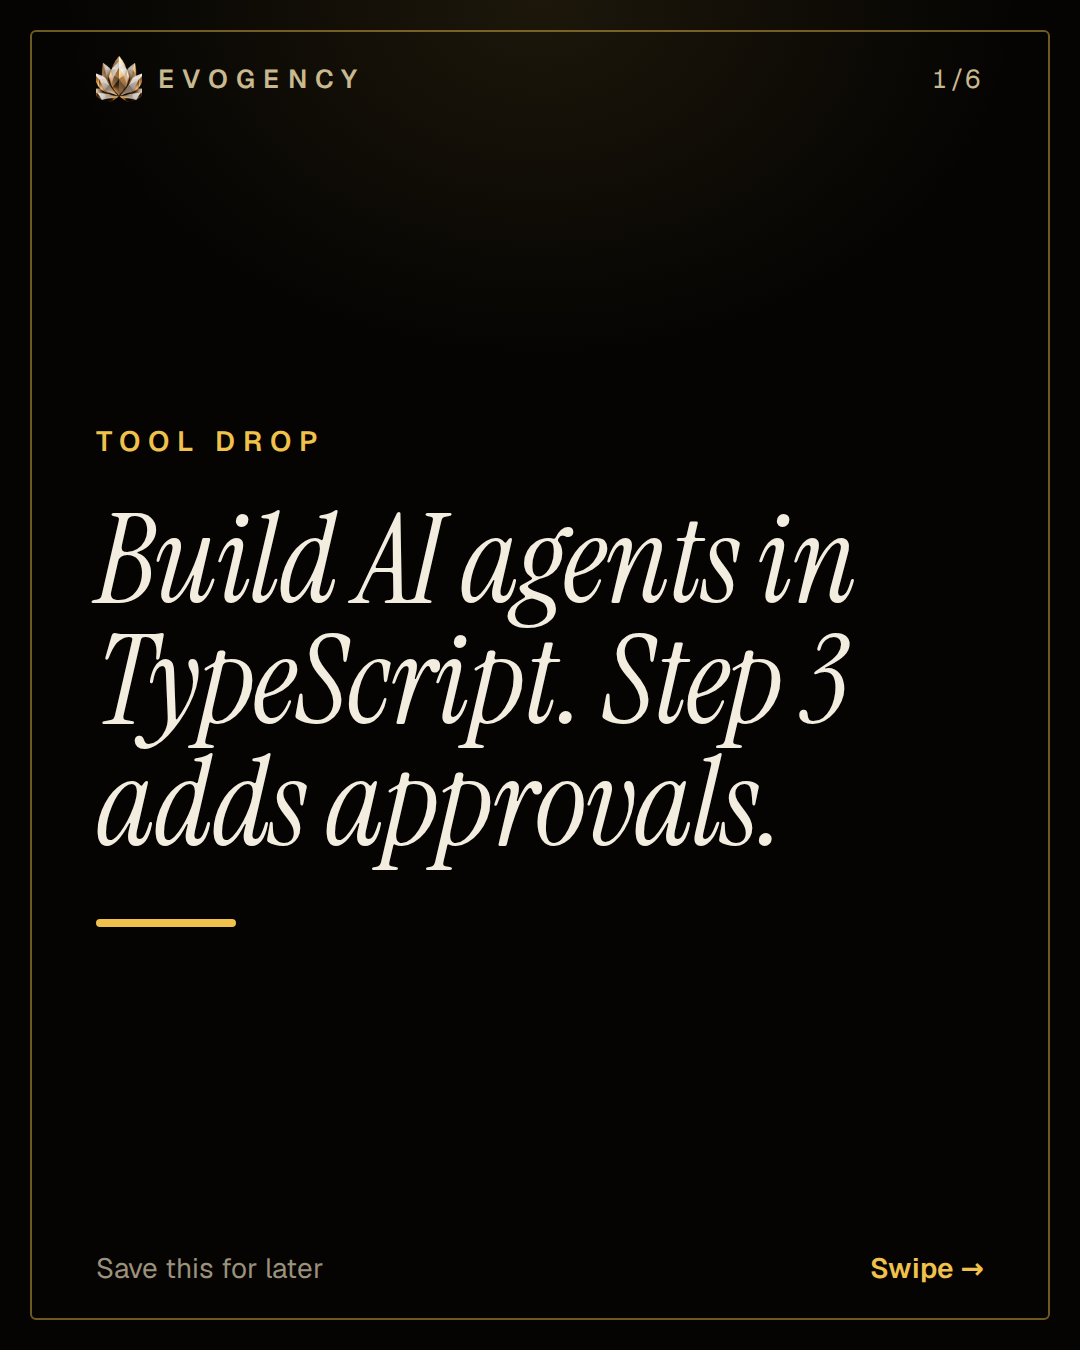 EVOGENCY
1/6
TOOL DROP
Build AI agents in
TypeScript. Step 3
adds approvals.
Save this for later
Swipe →